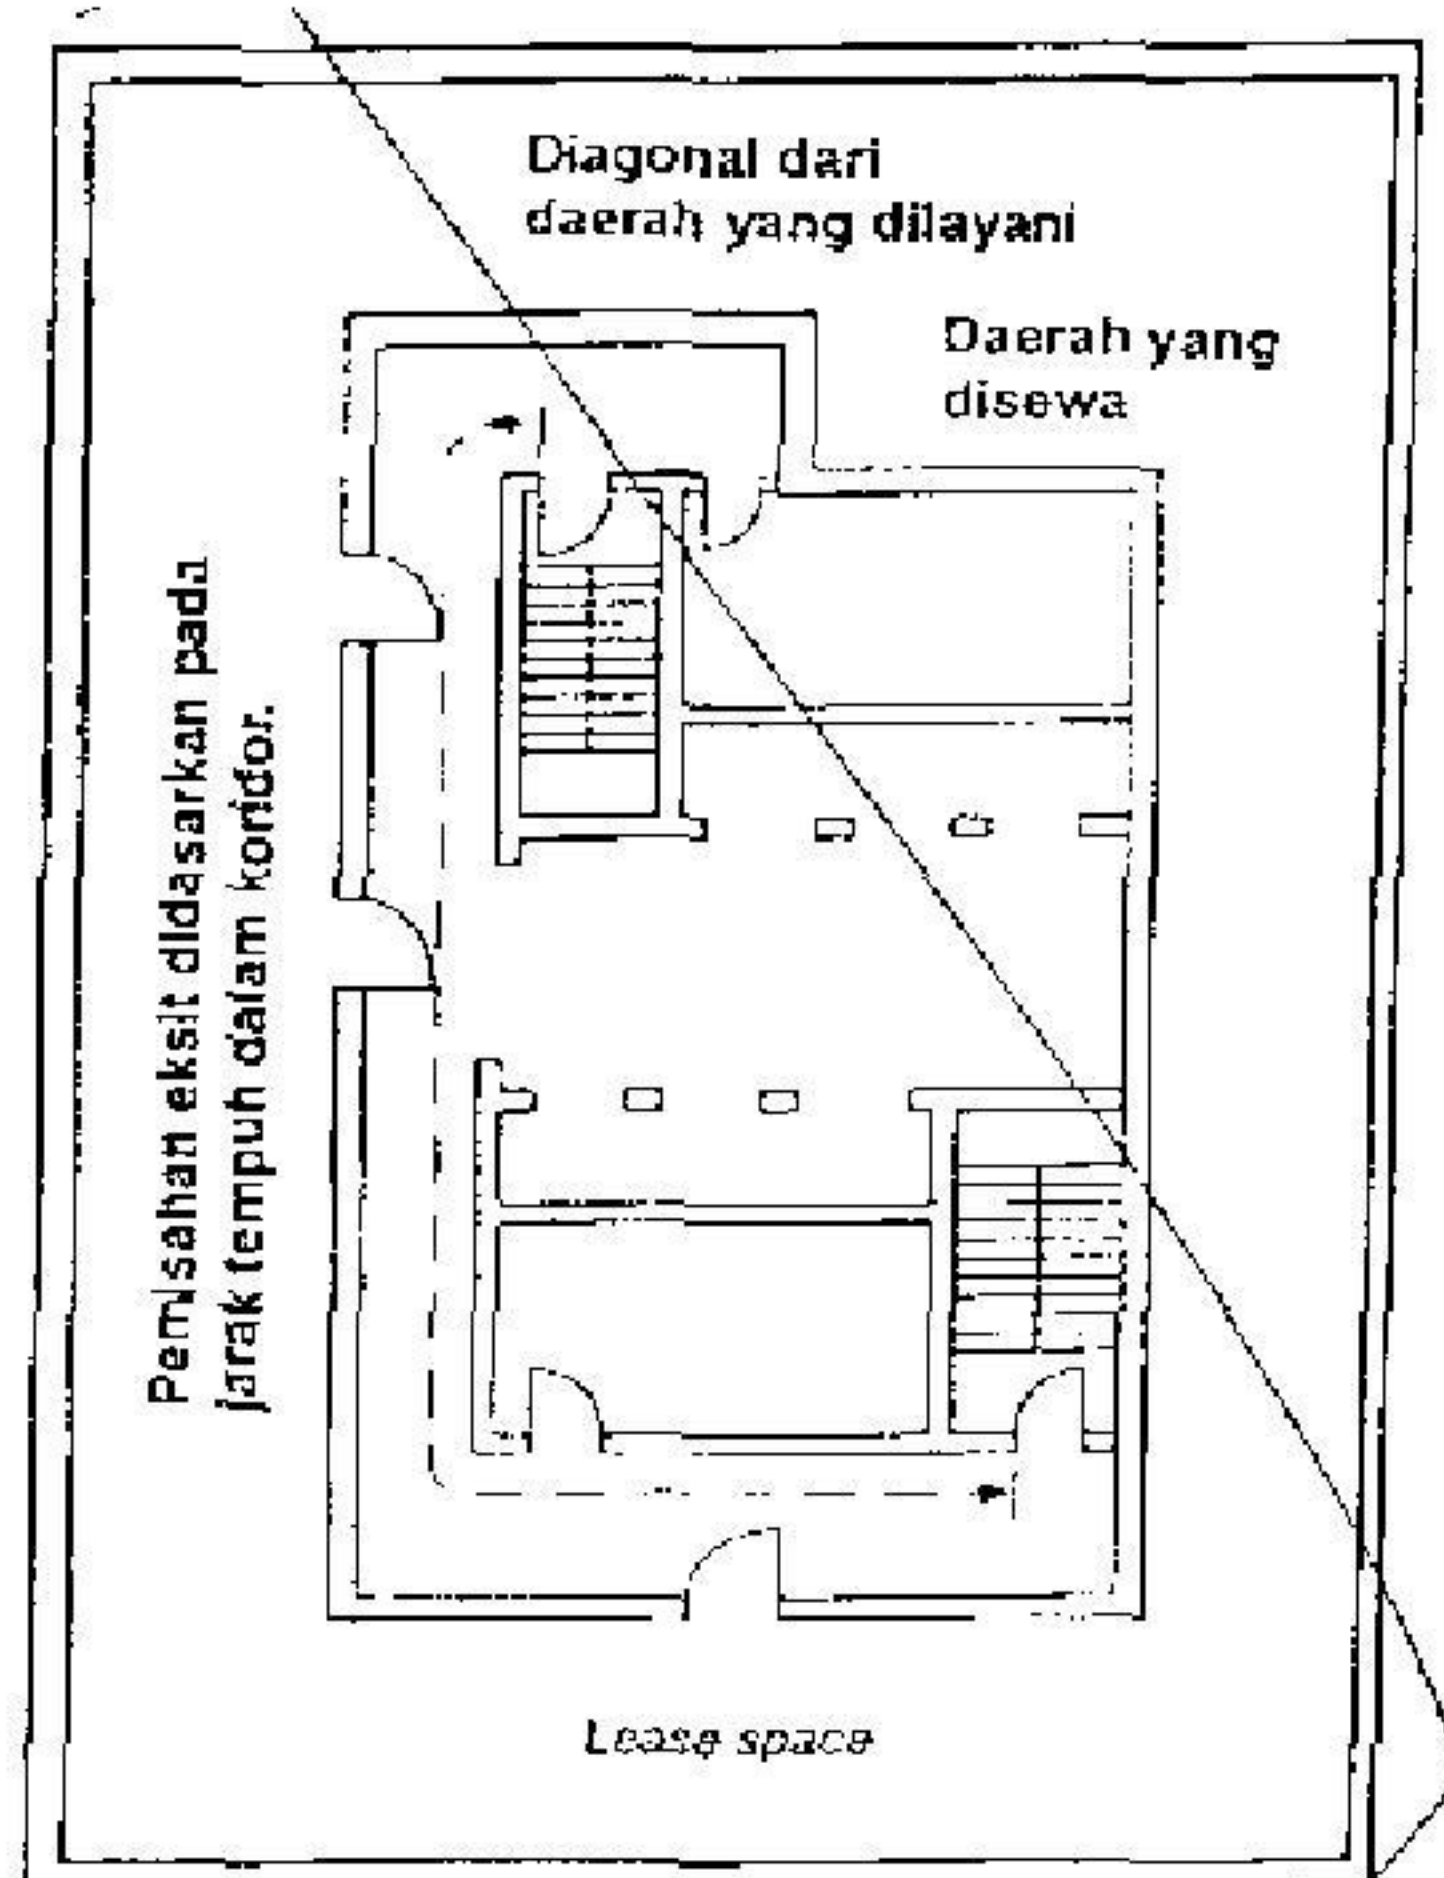 Diagonal dari
daerah yang dilayani
Daerah yang
disewa
Pemisahan eksit didasarkan pada
jarak tempuh dalam koridor.
Lease space